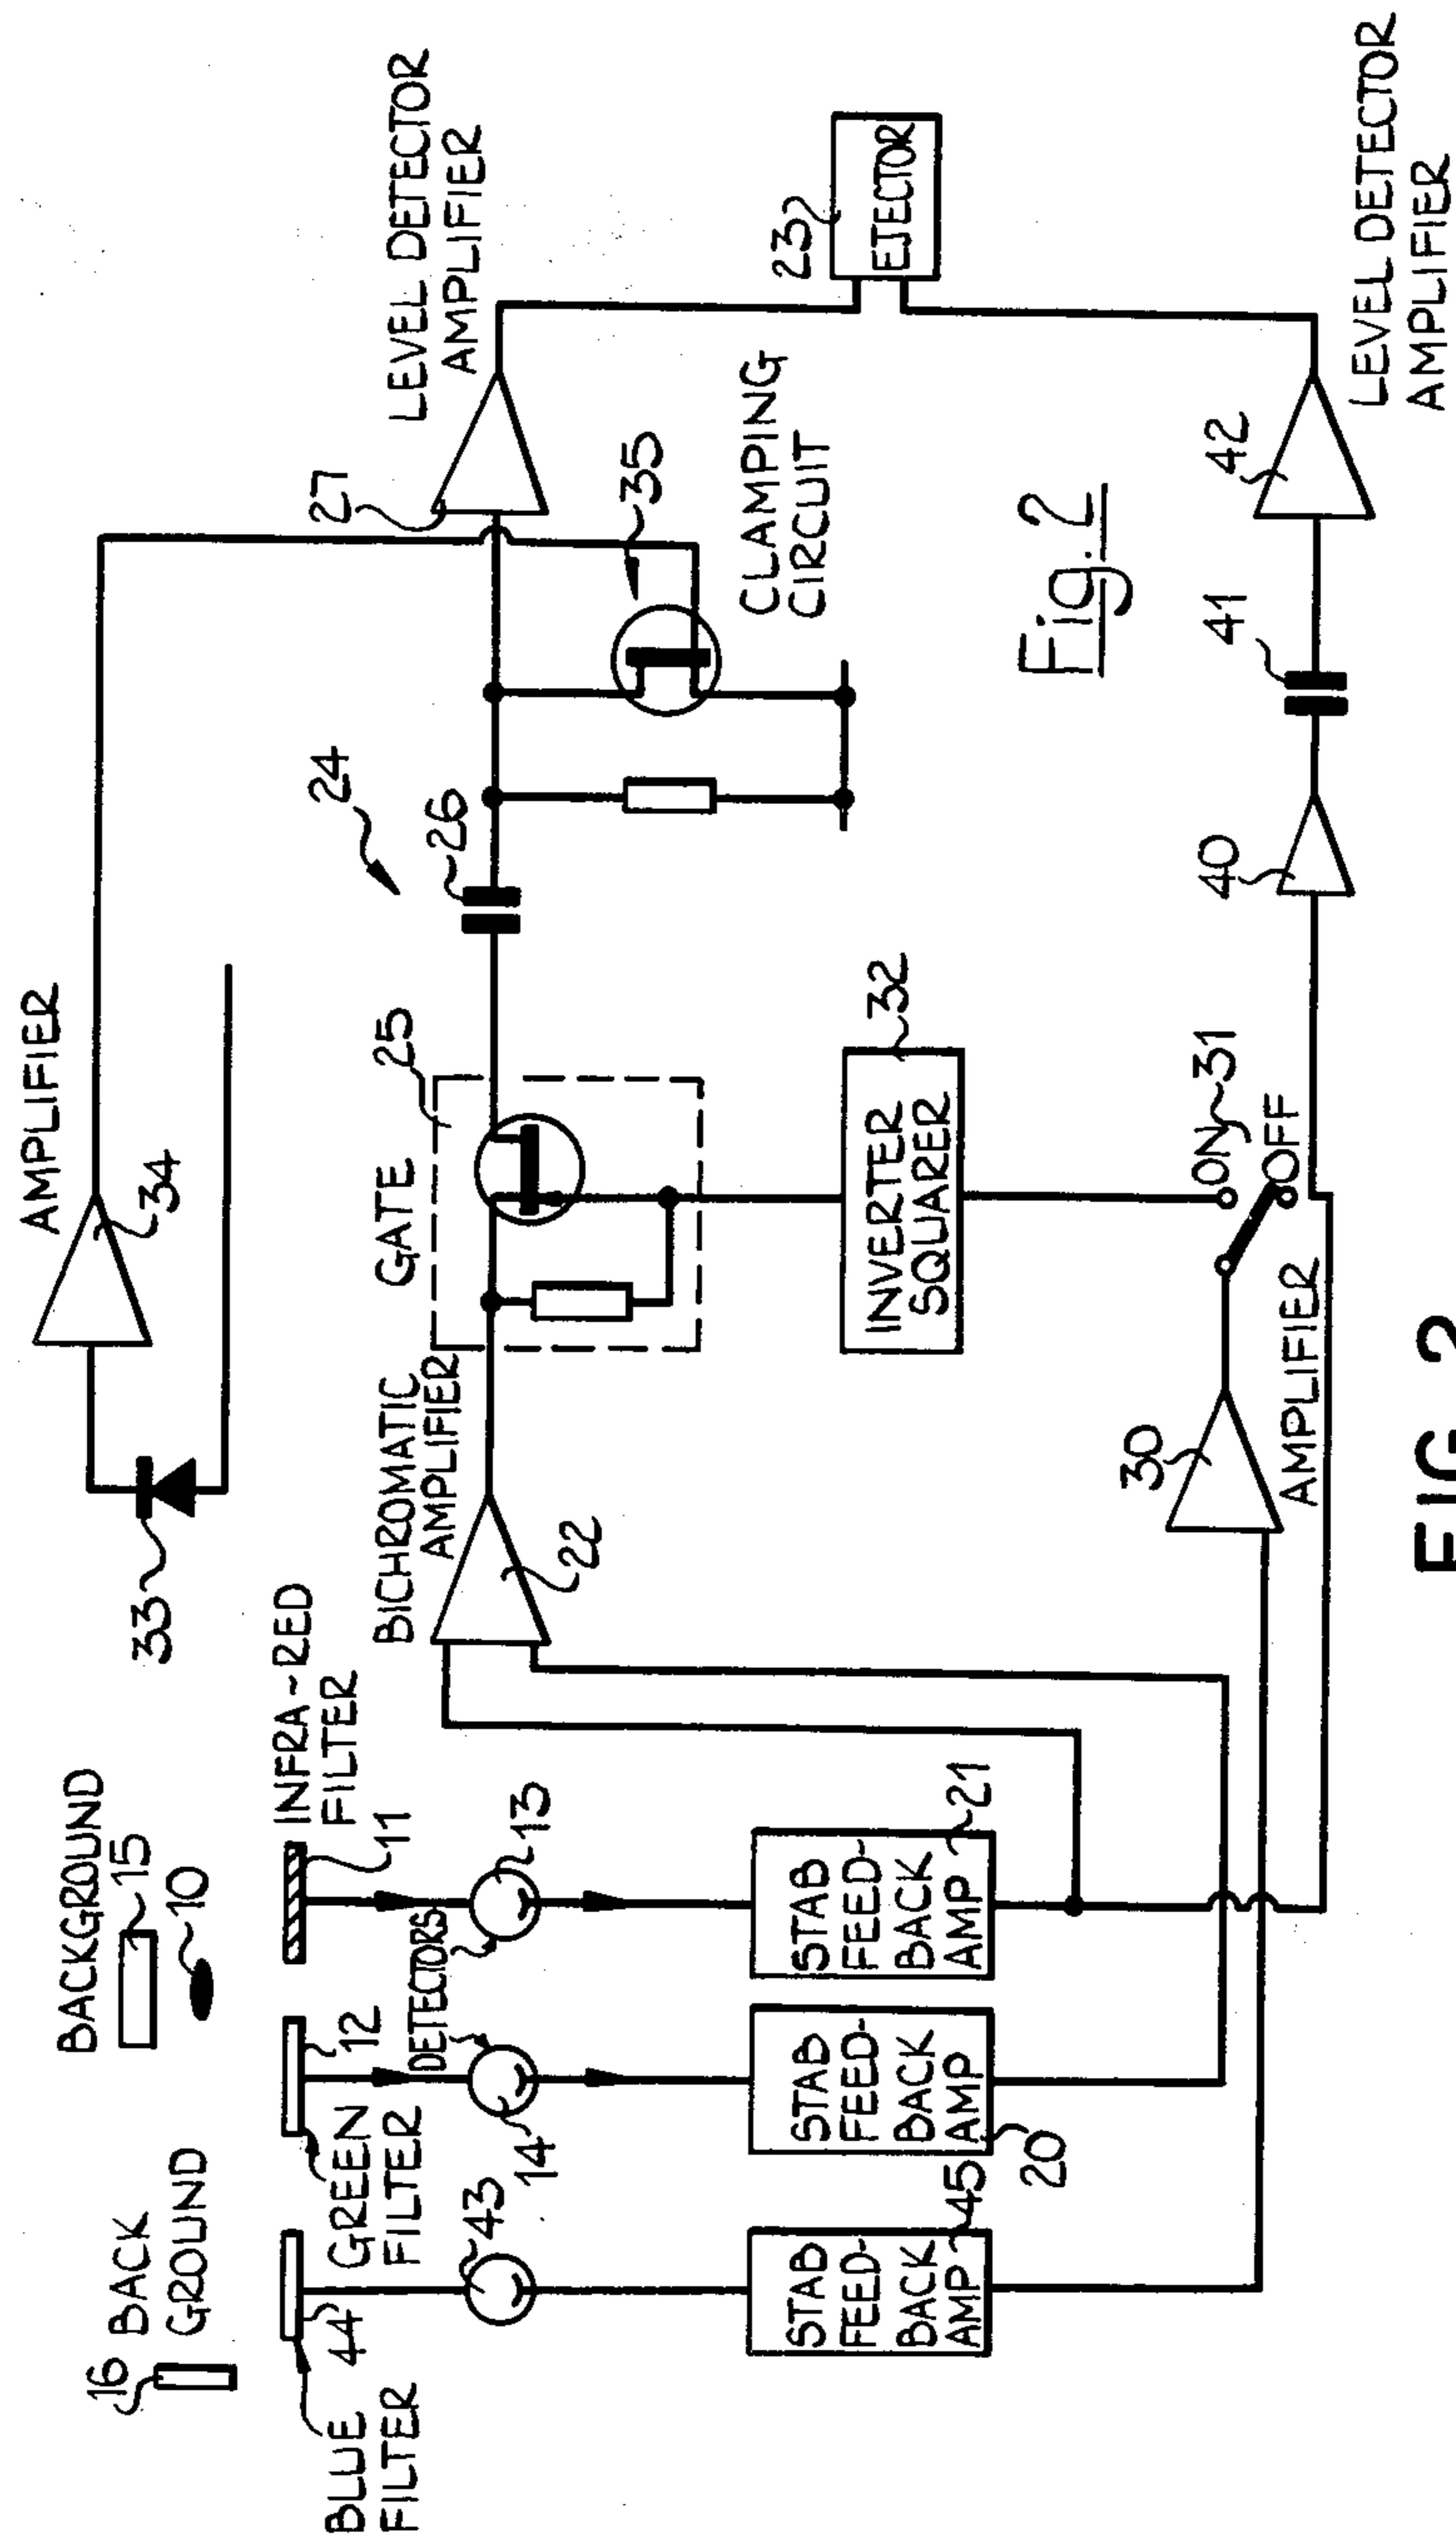 AMPLIFIER
34
33
LEVEL DETECTOR
AMPLIFIER
27
24
26
35
CLAMPING
CIRCUIT
23
EJECTOR
GATE
25
BICHROMATIC
AMPLIFIER
22
BACKGROUND
15
10
INFRA-RED
FILTER
11
13
DETECTORS
12
GREEN
FILTER
14
BACK
GROUND
16
BLUE
FILTER
44
43
STAB
FEED-
BACK
AMP
21
STAB
FEED-
BACK
AMP
20
STAB
FEED-
BACK
AMP
45
INVERTER
SQUARER
32
ON
31
OFF
30
AMPLIFIER
40
41
42
LEVEL DETECTOR
AMPLIFIER
Fig. 2
FIG. 2